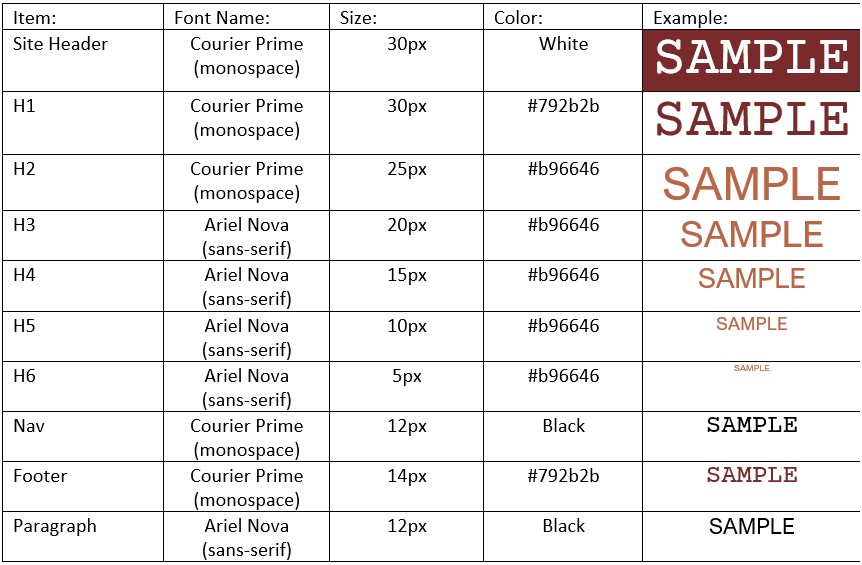 Item: Font Name: Size: Color: Example:
Site Header Courier Prime (monospace) 30px White SAMPLE
H1 Courier Prime (monospace) 30px #792b2b SAMPLE
H2 Courier Prime (monospace) 25px #b96646 SAMPLE
H3 Ariel Nova (sans-serif) 20px #b96646 SAMPLE
H4 Ariel Nova (sans-serif) 15px #b96646 SAMPLE
H5 Ariel Nova (sans-serif) 10px #b96646 SAMPLE
H6 Ariel Nova (sans-serif) 5px #b96646 SAMPLE
Nav Courier Prime (monospace) 12px Black SAMPLE
Footer Courier Prime (monospace) 14px #792b2b SAMPLE
Paragraph Ariel Nova (sans-serif) 12px Black SAMPLE